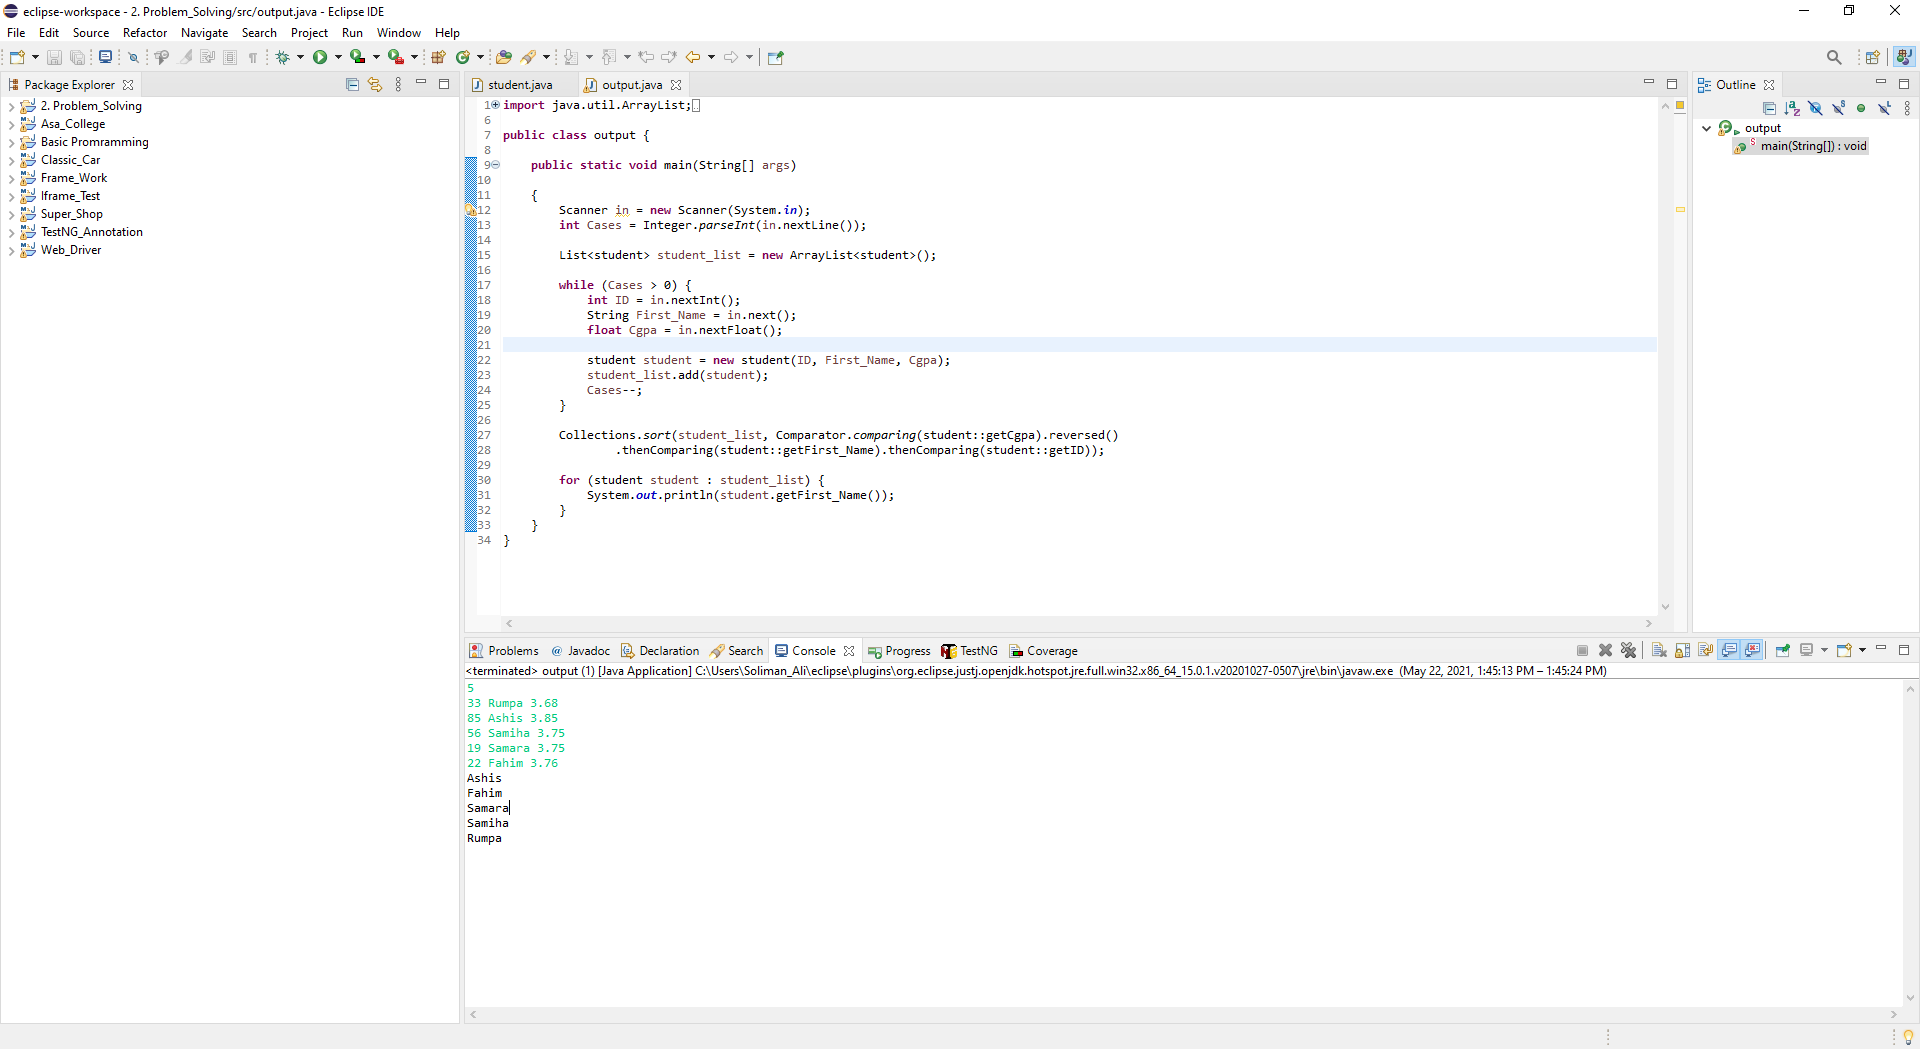 eclipse-workspace - 2. Problem_Solving/src/output.java - Eclipse IDE
File Edit Source Refactor Navigate Search Project Run Window Help
Package Explorer
2. Problem_Solving
Asa_College
Basic Promramming
Classic_Car
Frame_Work
Iframe_Test
Super_Shop
TestNG_Annotation
Web_Driver
student.java output.java
1 import java.util.ArrayList;
6
7 public class output {
8
9 public static void main(String[] args)
10
11 {
12 Scanner in = new Scanner(System.in);
13 int Cases = Integer.parseInt(in.nextLine());
14
15 List<student> student_list = new ArrayList<student>();
16
17 while (Cases > 0) {
18 int ID = in.nextInt();
19 String First_Name = in.next();
20 float Cgpa = in.nextFloat();
21
22 student student = new student(ID, First_Name, Cgpa);
23 student_list.add(student);
24 Cases--;
25 }
26
27 Collections.sort(student_list, Comparator.comparing(student::getCgpa).reversed()
28 .thenComparing(student::getFirst_Name).thenComparing(student::getID));
29
30 for (student student : student_list) {
31 System.out.println(student.getFirst_Name());
32 }
33 }
34 }
Outline
output
main(String[]) : void
Problems Javadoc Declaration Search Console Progress TestNG Coverage
<terminated> output (1) [Java Application] C:\Users\Soliman_Ali\eclipse\plugins\org.eclipse.justj.openjdk.hotspot.jre.full.win32.x86_64_15.0.1.v20201027-0507\jre\bin\javaw.exe (May 22, 2021, 1:45:13 PM – 1:45:24 PM)
5
33 Rumpa 3.68
85 Ashis 3.85
56 Samiha 3.75
19 Samara 3.75
22 Fahim 3.76
Ashis
Fahim
Samara
Samiha
Rumpa